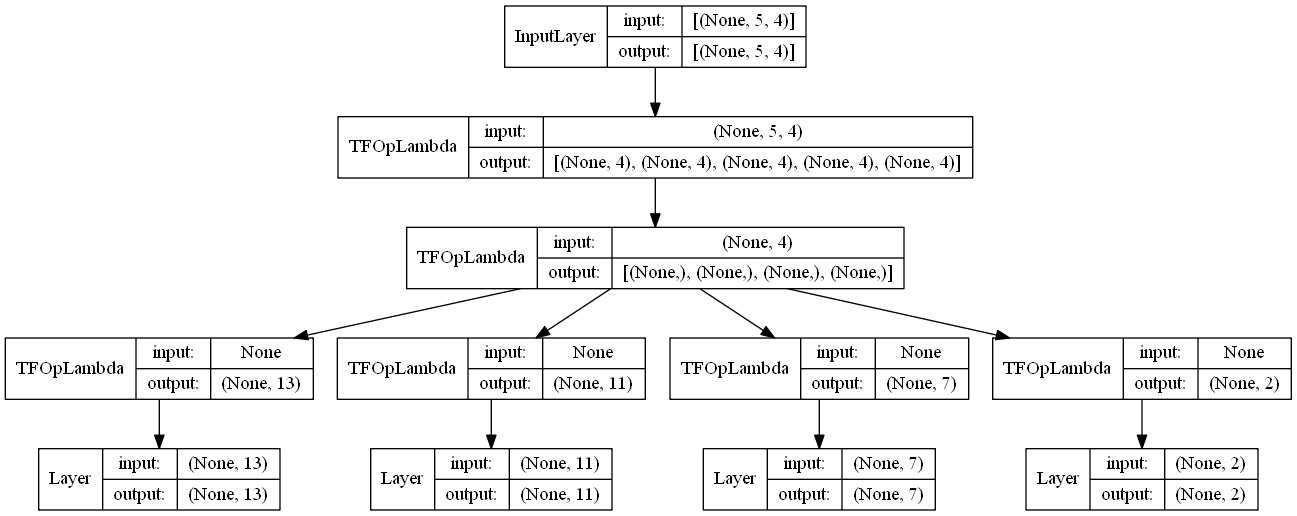 InputLayer input: [(None, 5, 4)]
output: [(None, 5, 4)]
TFOpLambda input: (None, 5, 4)
output: [(None, 4), (None, 4), (None, 4), (None, 4), (None, 4)]
TFOpLambda input: (None, 4)
output: [(None,), (None,), (None,), (None,)]
TFOpLambda input: None
output: (None, 13)
TFOpLambda input: None
output: (None, 11)
TFOpLambda input: None
output: (None, 7)
TFOpLambda input: None
output: (None, 2)
Layer input: (None, 13)
output: (None, 13)
Layer input: (None, 11)
output: (None, 11)
Layer input: (None, 7)
output: (None, 7)
Layer input: (None, 2)
output: (None, 2)